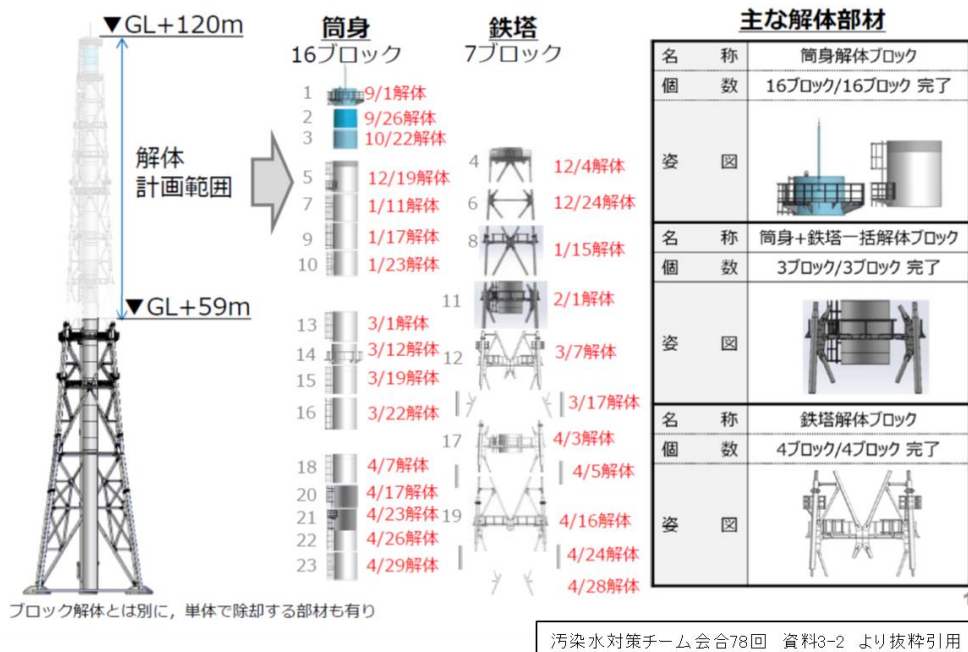 ▼GL+120m
解体
計画範囲
▼GL+59m
筒身
16ブロック
1 9/1解体
2 9/26解体
3 10/22解体
5 12/19解体
7 1/11解体
9 1/17解体
10 1/23解体
13 3/1解体
14 3/12解体
15 3/19解体
16 3/22解体
18 4/7解体
20 4/17解体
21 4/23解体
22 4/26解体
23 4/29解体
鉄塔
7ブロック
4 12/4解体
6 12/24解体
8 1/15解体
11 2/1解体
12 3/7解体
3/17解体
17 4/3解体
4/5解体
19 4/16解体
4/24解体
4/28解体
主な解体部材
名 称 筒身解体ブロック
個 数 16ブロック/16ブロック 完了
姿 図
名 称 筒身+鉄塔一括解体ブロック
個 数 3ブロック/3ブロック 完了
姿 図
名 称 鉄塔解体ブロック
個 数 4ブロック/4ブロック 完了
姿 図
ブロック解体とは別に，単体で除却する部材も有り
汚染水対策チーム会合78回 資料3-2 より抜粋引用